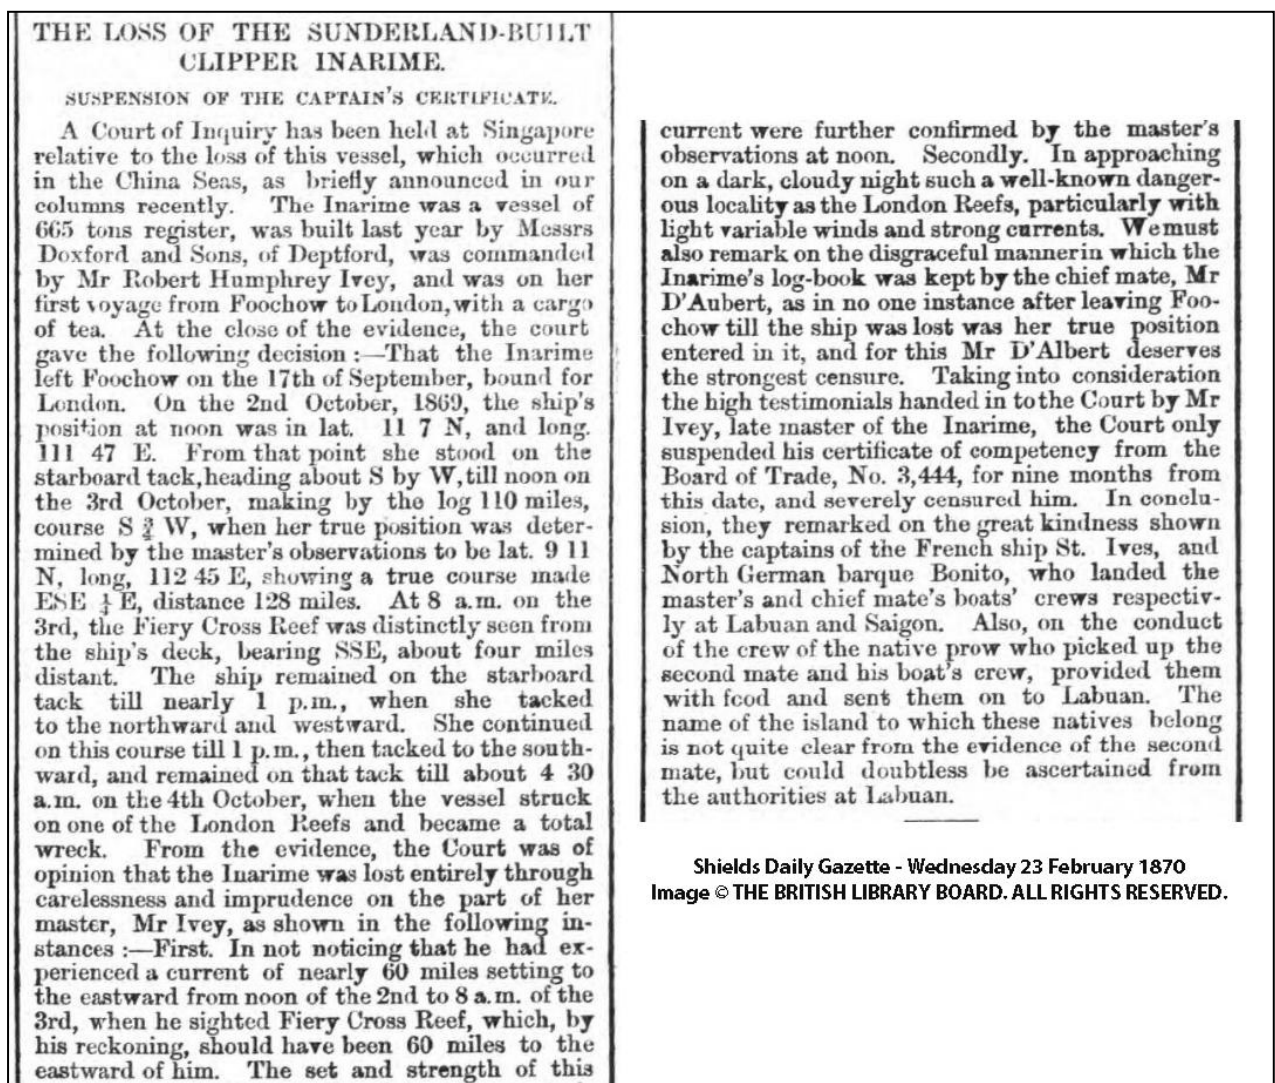 THE LOSS OF THE SUNDERLAND-BUILT
CLIPPER INARIME.
SUSPENSION OF THE CAPTAIN'S CERTIFICATE.
A Court of Inquiry has been held at Singapore
relative to the loss of this vessel, which occurred
in the China Seas, as briefly announced in our
columns recently. The Inarime was a vessel of
665 tons register, was built last year by Messrs
Doxford and Sons, of Deptford, was commanded
by Mr Robert Humphrey Ivey, and was on her
first voyage from Foochow to London, with a cargo
of tea. At the close of the evidence, the court
gave the following decision :—That the Inarime
left Foochow on the 17th of September, bound for
London. On the 2nd October, 1869, the ship's
position at noon was in lat. 11 7 N, and long.
111 47 E. From that point she stood on the
starboard tack, heading about S by W, till noon on
the 3rd October, making by the log 110 miles,
course S ¾ W, when her true position was deter-
mined by the master's observations to be lat. 9 11
N, long, 112 45 E, showing a true course made
ESE ¼ E, distance 128 miles. At 8 a.m. on the
3rd, the Fiery Cross Reef was distinctly seen from
the ship's deck, bearing SSE, about four miles
distant. The ship remained on the starboard
tack till nearly 1 p.m., when she tacked
to the northward and westward. She continued
on this course till 1 p.m., then tacked to the south-
ward, and remained on that tack till about 4 30
a.m. on the 4th October, when the vessel struck
on one of the London Reefs and became a total
wreck. From the evidence, the Court was of
opinion that the Inarime was lost entirely through
carelessness and imprudence on the part of her
master, Mr Ivey, as shown in the following in-
stances :—First. In not noticing that he had ex-
perienced a current of nearly 60 miles setting to
the eastward from noon of the 2nd to 8 a.m. of the
3rd, when he sighted Fiery Cross Reef, which, by
his reckoning, should have been 60 miles to the
eastward of him. The set and strength of this
current were further confirmed by the master's
observations at noon. Secondly. In approaching
on a dark, cloudy night such a well-known danger-
ous locality as the London Reefs, particularly with
light variable winds and strong currents. We must
also remark on the disgraceful manner in which the
Inarime's log-book was kept by the chief mate, Mr
D'Aubert, as in no one instance after leaving Foo-
chow till the ship was lost was her true position
entered in it, and for this Mr D'Albert deserves
the strongest censure. Taking into consideration
the high testimonials handed in to the Court by Mr
Ivey, late master of the Inarime, the Court only
suspended his certificate of competency from the
Board of Trade, No. 3,444, for nine months from
this date, and severely censured him. In conclu-
sion, they remarked on the great kindness shown
by the captains of the French ship St. Ives, and
North German barque Bonito, who landed the
master's and chief mate's boats' crews respectiv-
ly at Labuan and Saigon. Also, on the conduct
of the crew of the native prow who picked up the
second mate and his boat's crew, provided them
with food and sent them on to Labuan. The
name of the island to which these natives belong
is not quite clear from the evidence of the second
mate, but could doubtless be ascertained from
the authorities at Labuan.
Shields Daily Gazette - Wednesday 23 February 1870
Image © THE BRITISH LIBRARY BOARD. ALL RIGHTS RESERVED.